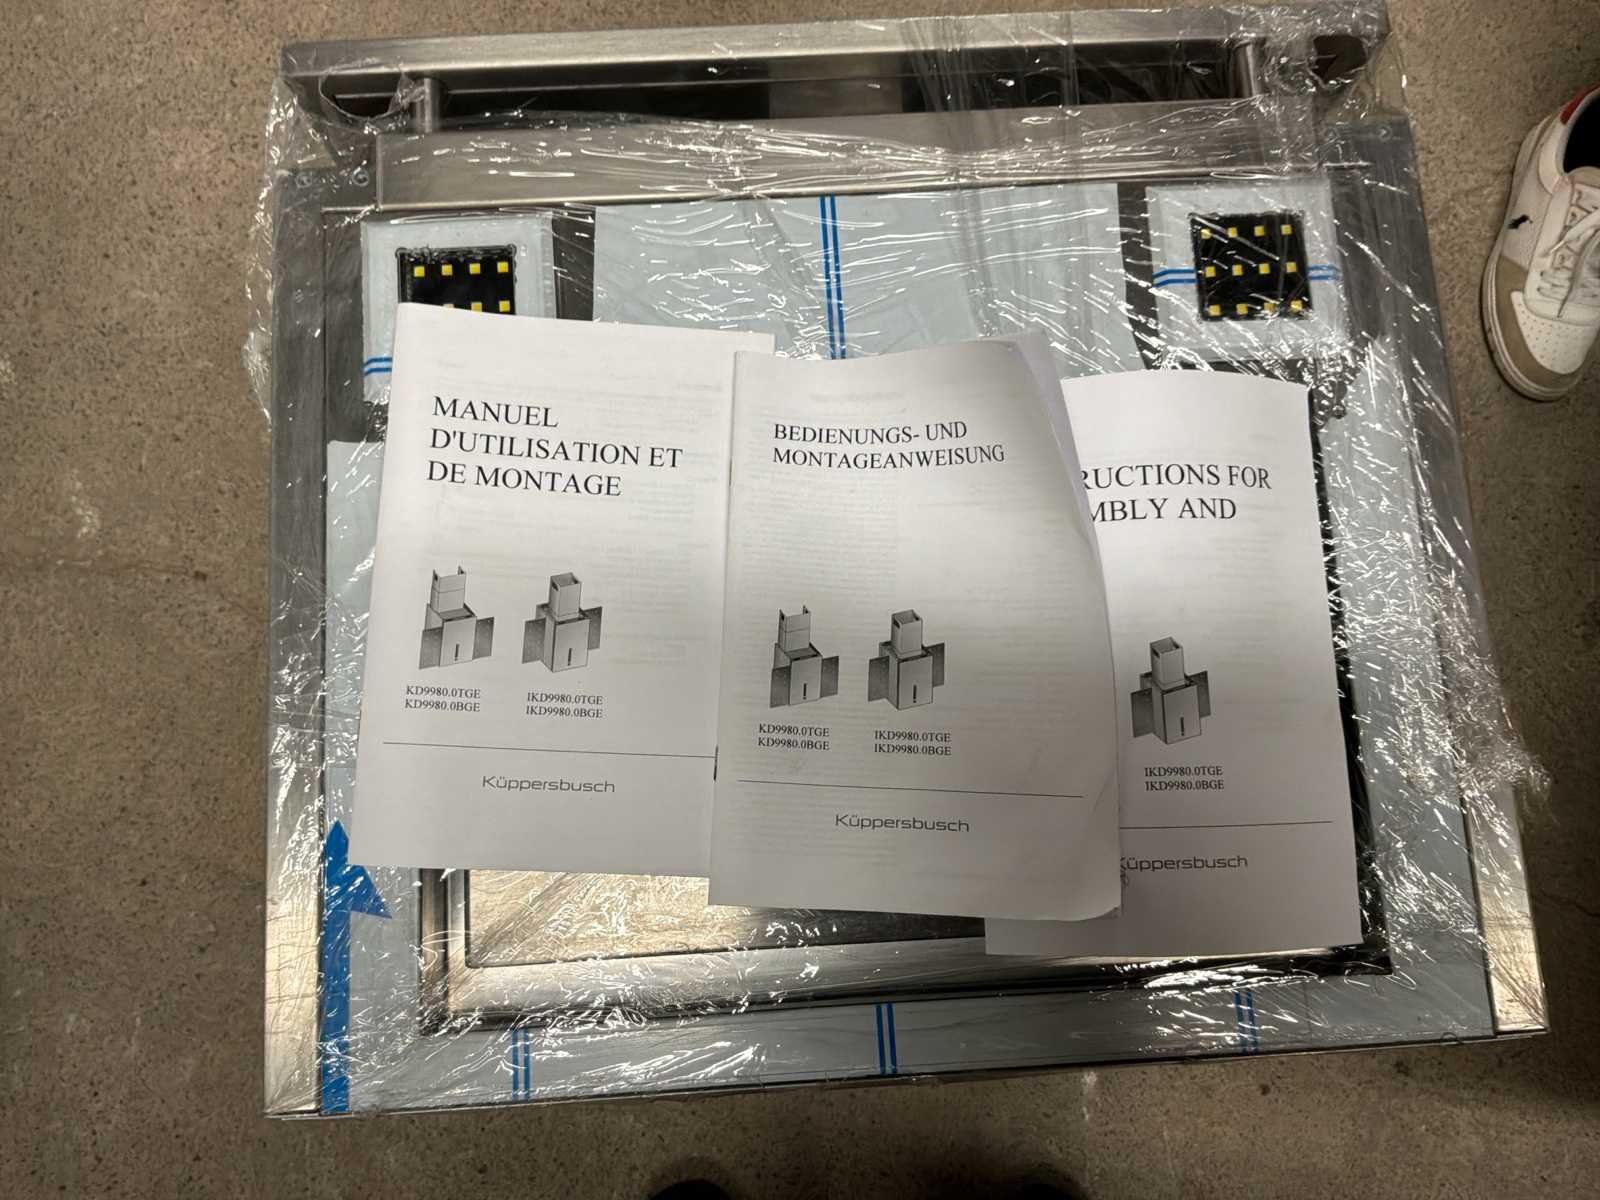 MANUEL
D'UTILISATION ET
DE MONTAGE
KD9980.0TGE
KD9980.0BGE
IKD9980.0TGE
IKD9980.0BGE
Küppersbusch
BEDIENUNGS- UND
MONTAGEANWEISUNG
KD9980.0TGE
KD9980.0BGE
IKD9980.0TGE
IKD9980.0BGE
Küppersbusch
RUCTIONS FOR
MBLY AND
IKD9980.0TGE
IKD9980.0BGE
Küppersbusch